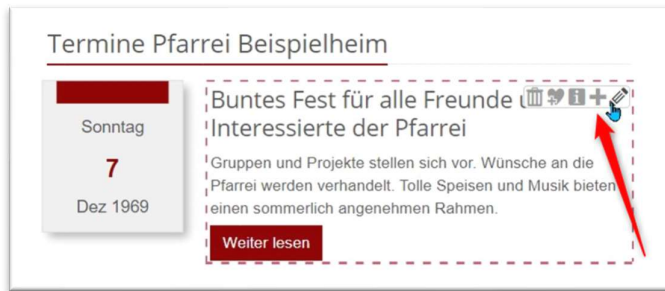 Termine Pfarrei Beispielheim
Sonntag
7
Dez 1969
Buntes Fest für alle Freunde
Interessierte der Pfarrei
Gruppen und Projekte stellen sich vor. Wünsche an die
Pfarrei werden verhandelt. Tolle Speisen und Musik bieten
einen sommerlich angenehmen Rahmen.
Weiter lesen